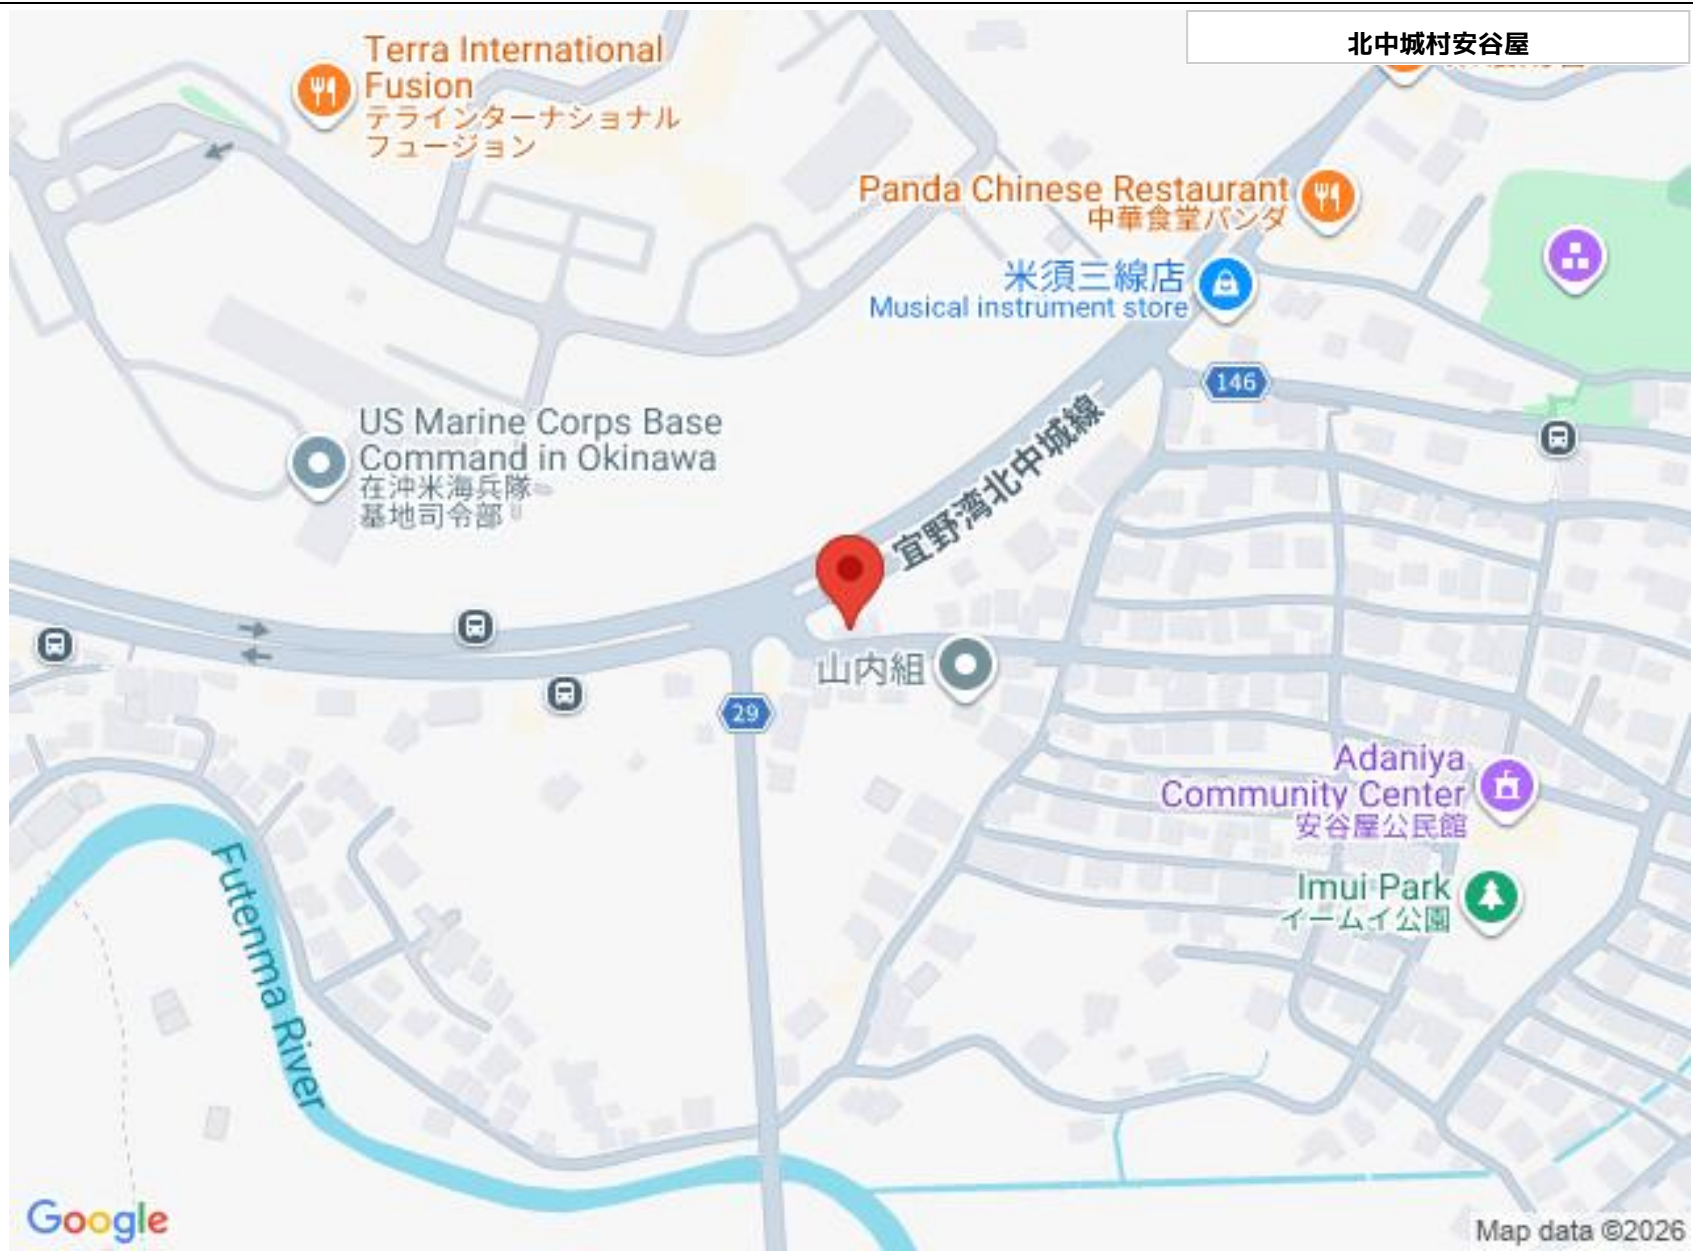 北中城村安谷屋
Terra International
Fusion
テラインターナショナル
フュージョン
Panda Chinese Restaurant
中華食堂パンダ
米須三線店
Musical instrument store
146
US Marine Corps Base
Command in Okinawa
在沖米海兵隊
基地司令部
宜野湾北中城線
山内組
29
Adaniya
Community Center
安谷屋公民館
Imui Park
イームイ公園
Futenma River
Google
Map data ©2026